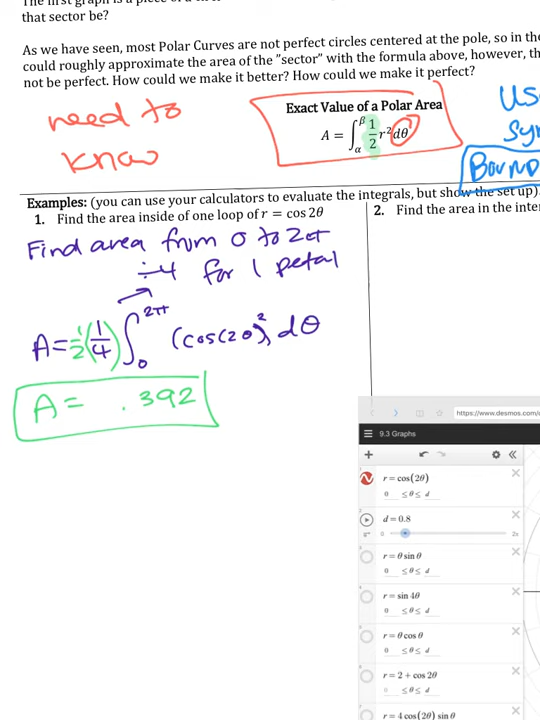 that sector be?
As we have seen, most Polar Curves are not perfect circles centered at the pole, so in the
could roughly approximate the area of the "sector" with the formula above, however, th
not be perfect. How could we make it better? How could we make it perfect?
need to
know
Exact Value of a Polar Area
A = ∫_α^β 1/2 r² dθ
Us
Sy
Bound
Examples: (you can use your calculators to evaluate the integrals, but show the set up)
1. Find the area inside of one loop of r = cos 2θ
2. Find the area in the inte
Find area from 0 to 2π
÷4 for 1 petal
A = 1/2 (1/4) ∫_0^2π (cos(2θ))² dθ
A = .392
https://www.desmos.com/
9.3 Graphs
r = cos(2θ)
0 ≤ θ ≤ d
d = 0.8
0 2π
r = θ sin θ
0 ≤ θ ≤ d
r = sin 4θ
0 ≤ θ ≤ d
r = θ cos θ
0 ≤ θ ≤ d
r = 2 + cos 2θ
0 ≤ θ ≤ d
r = 4 cos(2θ) sin θ